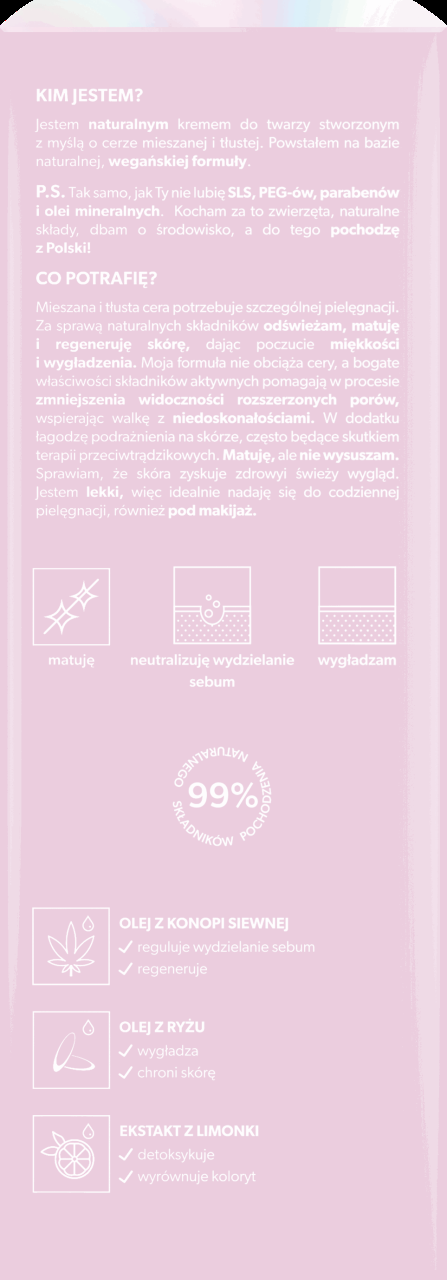 KIM JESTEM?
Jestem naturalnym kremem do twarzy stworzonym
z myślą o cerze mieszanej i tłustej. Powstałem na bazie
naturalnej, wegańskiej formuły.
P.S. Tak samo, jak Ty nie lubię SLS, PEG-ów, parabenów
i olei mineralnych. Kocham za to zwierzęta, naturalne
składy, dbam o środowisko, a do tego pochodzę
z Polski!
CO POTRAFIĘ?
Mieszana i tłusta cera potrzebuje szczególnej pielęgnacji.
Za sprawą naturalnych składników odświeżam, matuję
i regeneruję skórę, dając poczucie miękkości
i wygładzenia. Moja formuła nie obciąża cery, a bogate
właściwości składników aktywnych pomagają w procesie
zmniejszenia widoczności rozszerzonych porów,
wspierając walkę z niedoskonałościami. W dodatku
łagodzę podrażnienia na skórze, często będące skutkiem
terapii przeciwtrądzikowych. Matuję, ale nie wysuszam.
Sprawiam, że skóra zyskuje zdrowyi świeży wygląd.
Jestem lekki, więc idealnie nadaję się do codziennej
pielęgnacji, również pod makijaż.
matuję
neutralizuję wydzielanie
sebum
wygładzam
99%
SKŁADNIKÓW POCHODZENIA NATURALNEGO
OLEJ Z KONOPI SIEWNEJ
✓ reguluje wydzielanie sebum
✓ regeneruje
OLEJ Z RYŻU
✓ wygładza
✓ chroni skórę
EKSTAKT Z LIMONKI
✓ detoksykuje
✓ wyrównuje koloryt